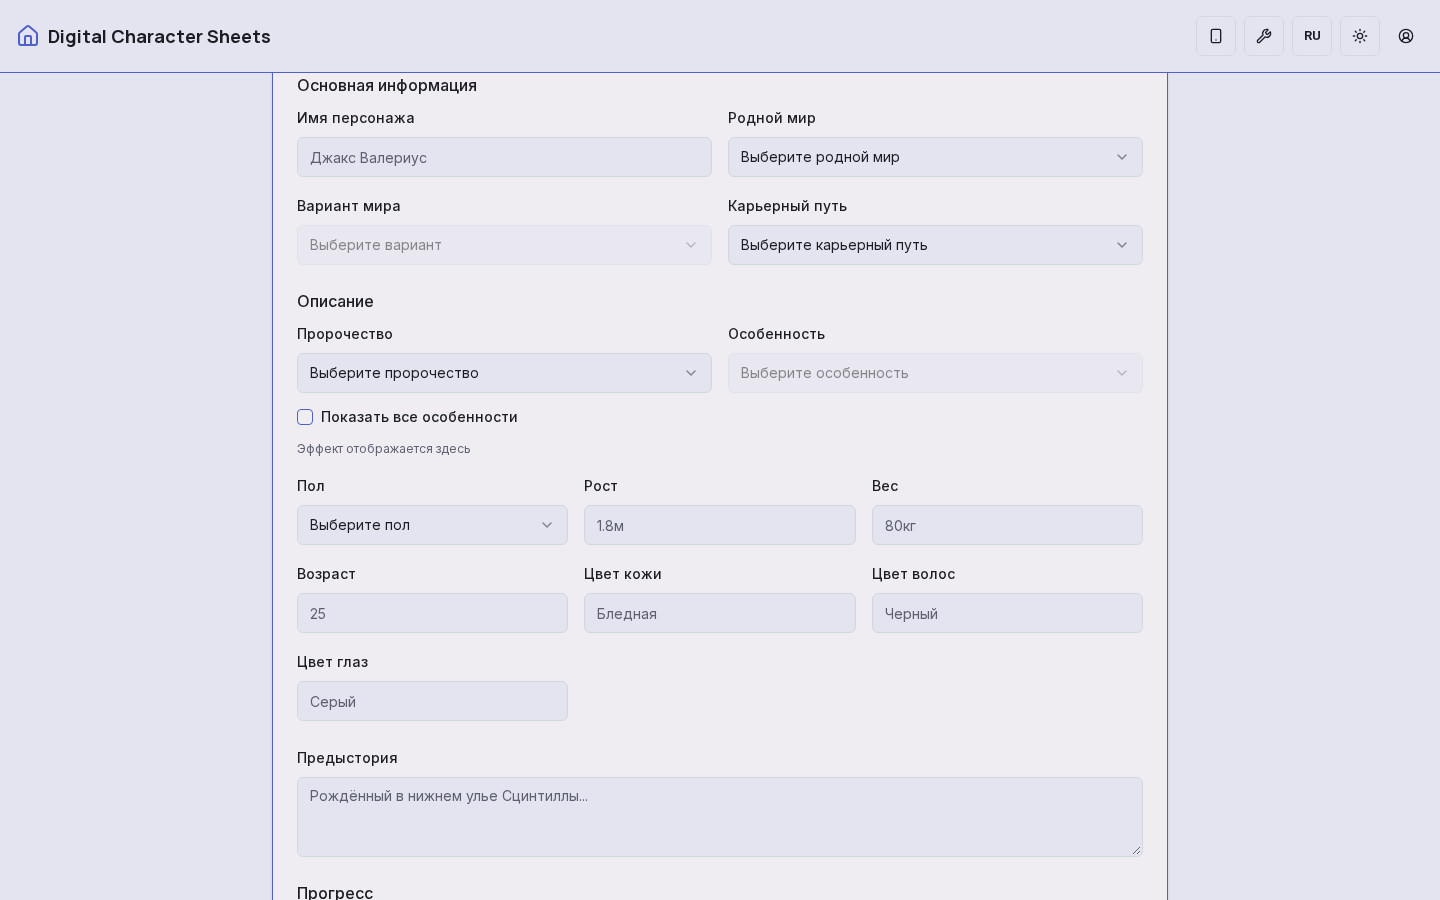 Digital Character Sheets
RU
Основная информация
Имя персонажа
Родной мир
Джакс Валериус
Выберите родной мир
Вариант мира
Карьерный путь
Выберите вариант
Выберите карьерный путь
Описание
Пророчество
Особенность
Выберите пророчество
Выберите особенность
Показать все особенности
Эффект отображается здесь
Пол
Рост
Вес
Выберите пол
1.8м
80кг
Возраст
Цвет кожи
Цвет волос
25
Бледная
Черный
Цвет глаз
Серый
Предыстория
Рождённый в нижнем улье Сцинтиллы...
Прогресс